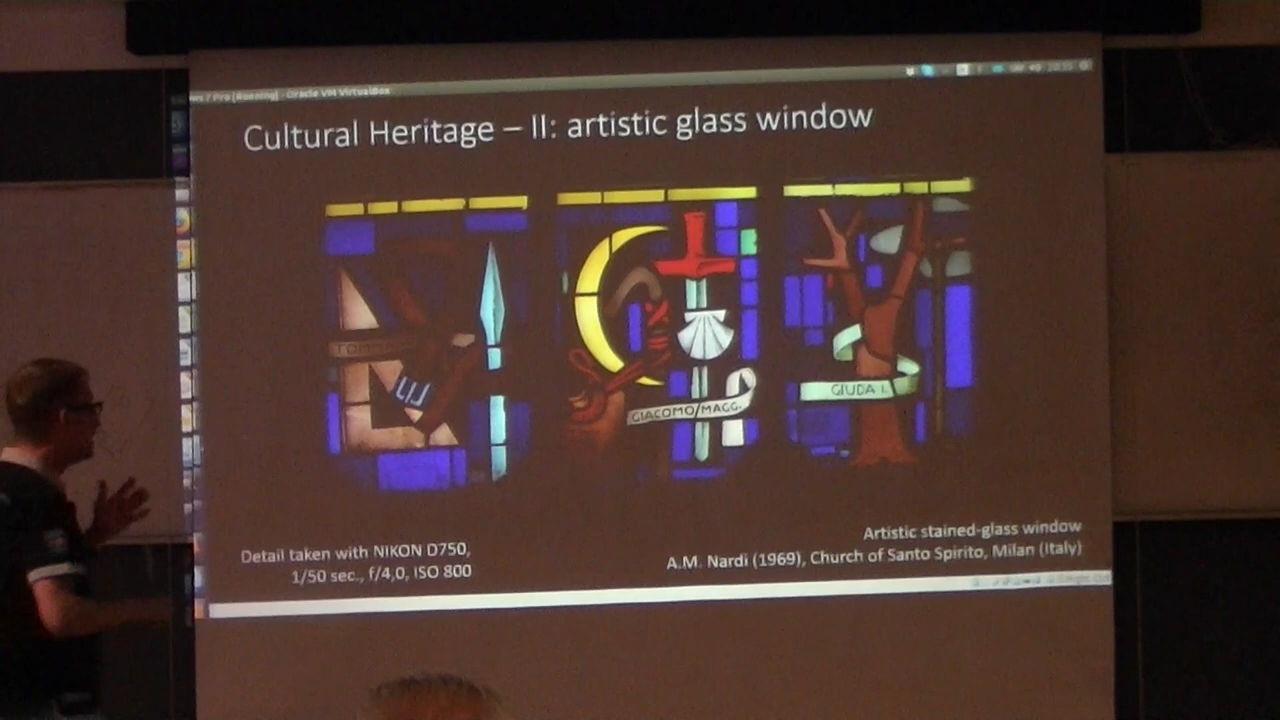 Pro [Running] - Oracle VM VirtualBox
Cultural Heritage – II: artistic glass window
GIACOMO/MAGG.
GIUDA I.
Detail taken with NIKON D750,
1/50 sec., f/4,0, ISO 800
Artistic stained-glass window
A.M. Nardi (1969), Church of Santo Spirito, Milan (Italy)